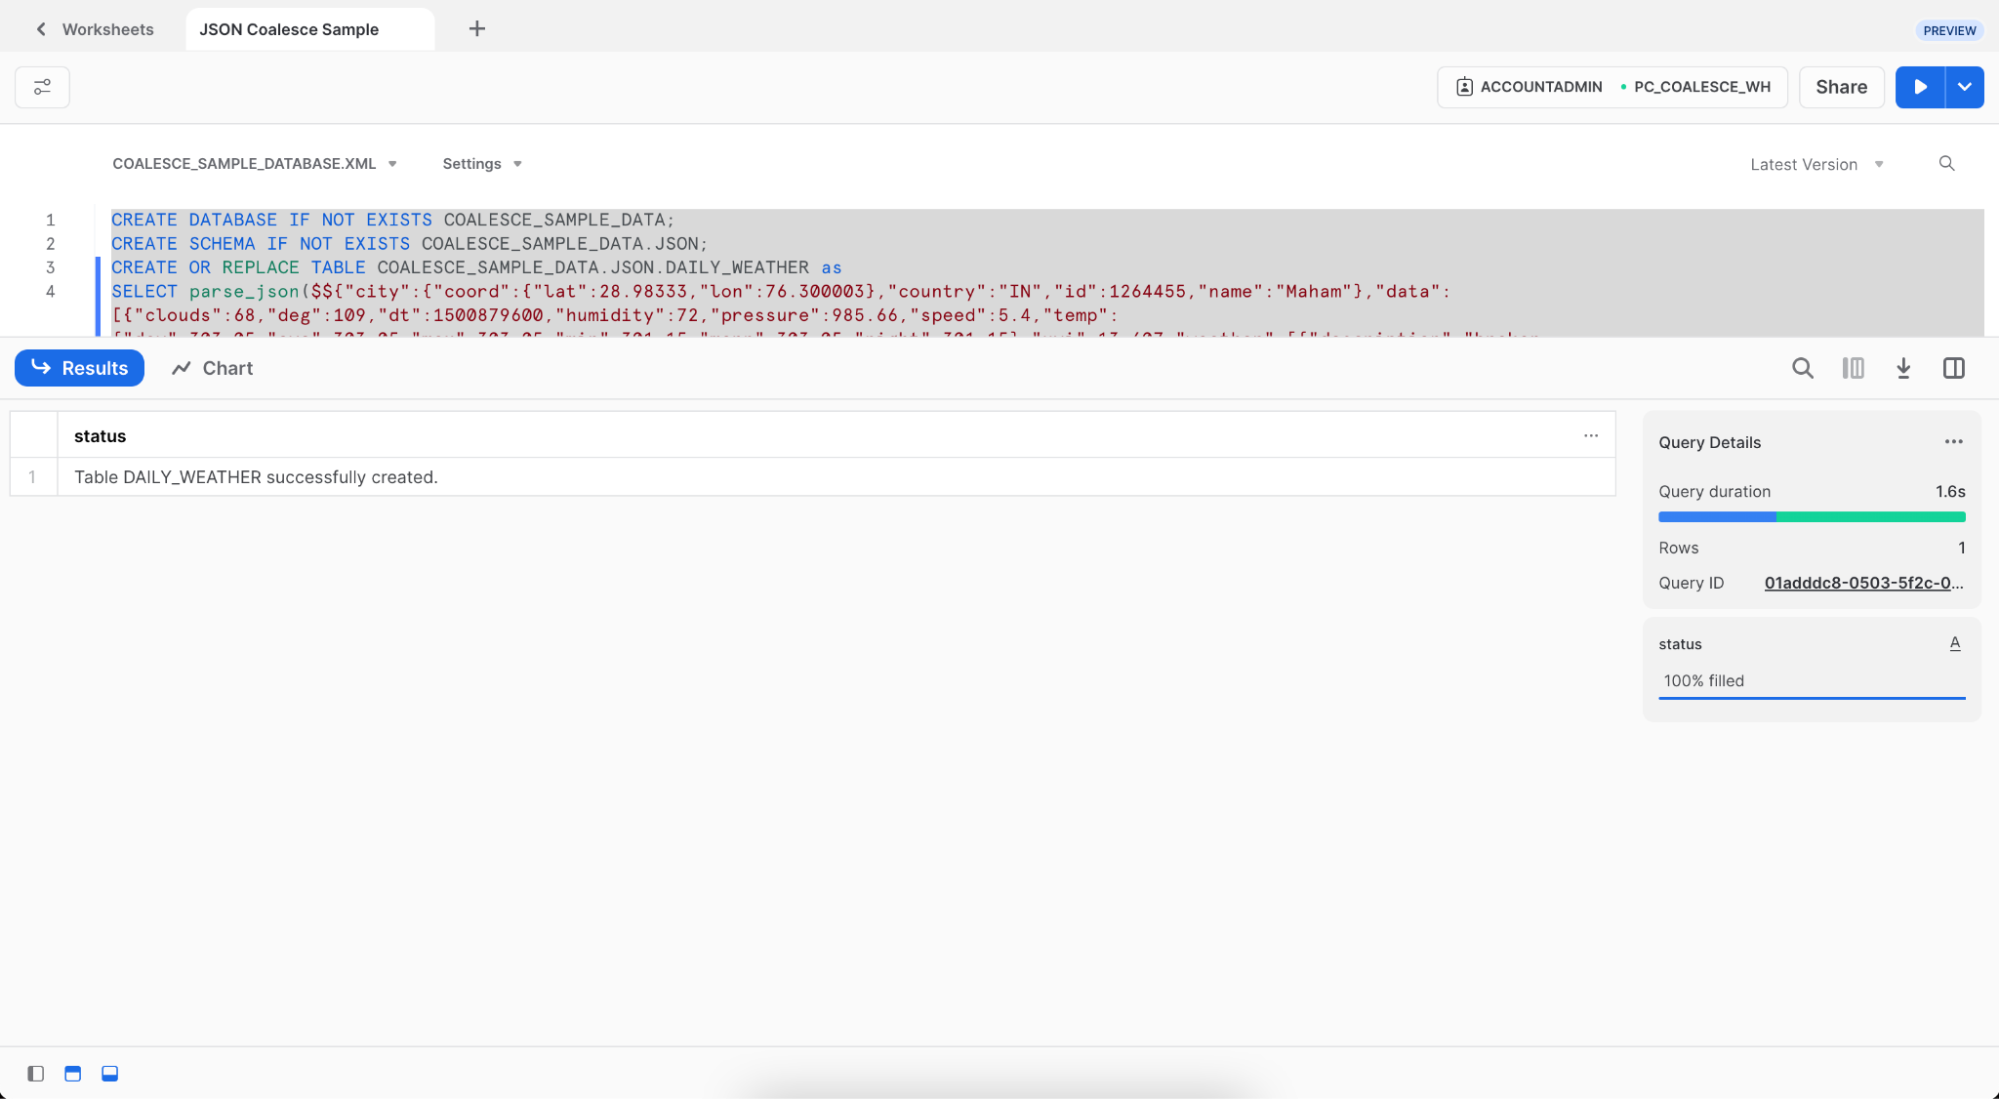 Worksheets
JSON Coalesce Sample
PREVIEW
ACCOUNTADMIN
PC_COALESCE_WH
Share
COALESCE_SAMPLE_DATABASE.XML
Settings
Latest Version
1 CREATE DATABASE IF NOT EXISTS COALESCE_SAMPLE_DATA;
2 CREATE SCHEMA IF NOT EXISTS COALESCE_SAMPLE_DATA.JSON;
3 CREATE OR REPLACE TABLE COALESCE_SAMPLE_DATA.JSON.DAILY_WEATHER as
4 SELECT parse_json($${"city":{"coord":{"lat":28.98333,"lon":76.300003},"country":"IN","id":1264455,"name":"Maham"},"data":
[{"clouds":68,"deg":109,"dt":1500879600,"humidity":72,"pressure":985.66,"speed":5.4,"temp":
Results
Chart
status
...
1 Table DAILY_WEATHER successfully created.
Query Details
...
Query duration 1.6s
Rows 1
Query ID 01adddc8-0503-5f2c-0...
status A
100% filled